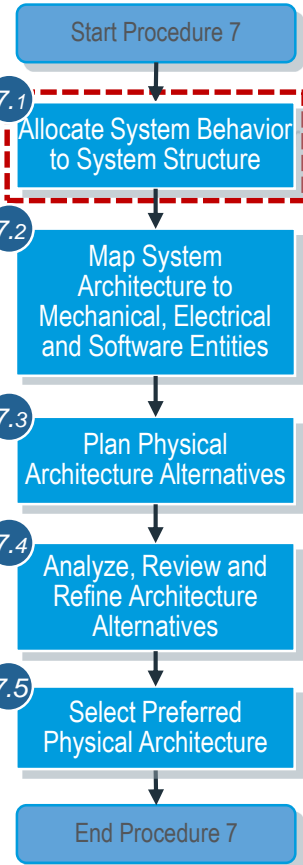 Start Procedure 7
7.1
Allocate System Behavior
to System Structure
7.2
Map System
Architecture to
Mechanical, Electrical
and Software Entities
7.3
Plan Physical
Architecture Alternatives
7.4
Analyze, Review and
Refine Architecture
Alternatives
7.5
Select Preferred
Physical Architecture
End Procedure 7